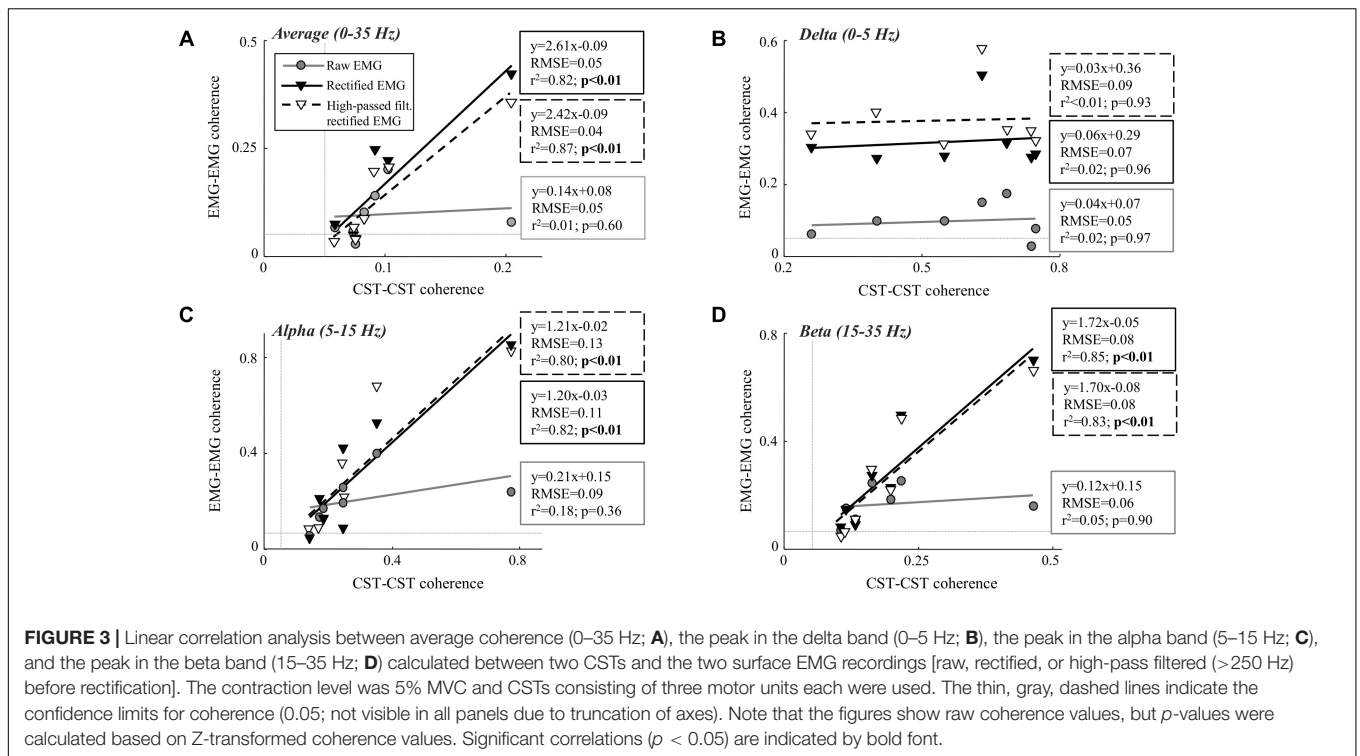 A
Average (0-35 Hz)
0.5
0.25
0
EMG-EMG coherence
Raw EMG
Rectified EMG
High-passed filt.
rectified EMG
0
0.1
0.2
CST-CST coherence
y=2.61x-0.09
RMSE=0.05
r²=0.82; p<0.01
y=2.42x-0.09
RMSE=0.04
r²=0.87; p<0.01
y=0.14x+0.08
RMSE=0.05
r²=0.01; p=0.60
B
Delta (0-5 Hz)
0.6
0.4
0.2
0
EMG-EMG coherence
0.2
0.5
0.8
CST-CST coherence
y=0.03x+0.36
RMSE=0.09
r²<0.01; p=0.93
y=0.06x+0.29
RMSE=0.07
r²=0.02; p=0.96
y=0.04x+0.07
RMSE=0.05
r²=0.02; p=0.97
C
Alpha (5-15 Hz)
0.8
0.4
0
EMG-EMG coherence
0
0.4
0.8
CST-CST coherence
y=1.21x-0.02
RMSE=0.13
r²=0.80; p<0.01
y=1.20x-0.03
RMSE=0.11
r²=0.82; p<0.01
y=0.21x+0.15
RMSE=0.09
r²=0.18; p=0.36
D
Beta (15-35 Hz)
0.8
0.4
0
EMG-EMG coherence
0
0.25
0.5
CST-CST coherence
y=1.72x-0.05
RMSE=0.08
r²=0.85; p<0.01
y=1.70x-0.08
RMSE=0.08
r²=0.83; p<0.01
y=0.12x+0.15
RMSE=0.06
r²=0.05; p=0.90
FIGURE 3 | Linear correlation analysis between average coherence (0–35 Hz; A), the peak in the delta band (0–5 Hz; B), the peak in the alpha band (5–15 Hz; C),
and the peak in the beta band (15–35 Hz; D) calculated between two CSTs and the two surface EMG recordings [raw, rectified, or high-pass filtered (>250 Hz)
before rectification]. The contraction level was 5% MVC and CSTs consisting of three motor units each were used. The thin, gray, dashed lines indicate the
confidence limits for coherence (0.05; not visible in all panels due to truncation of axes). Note that the figures show raw coherence values, but p-values were
calculated based on Z-transformed coherence values. Significant correlations (p < 0.05) are indicated by bold font.